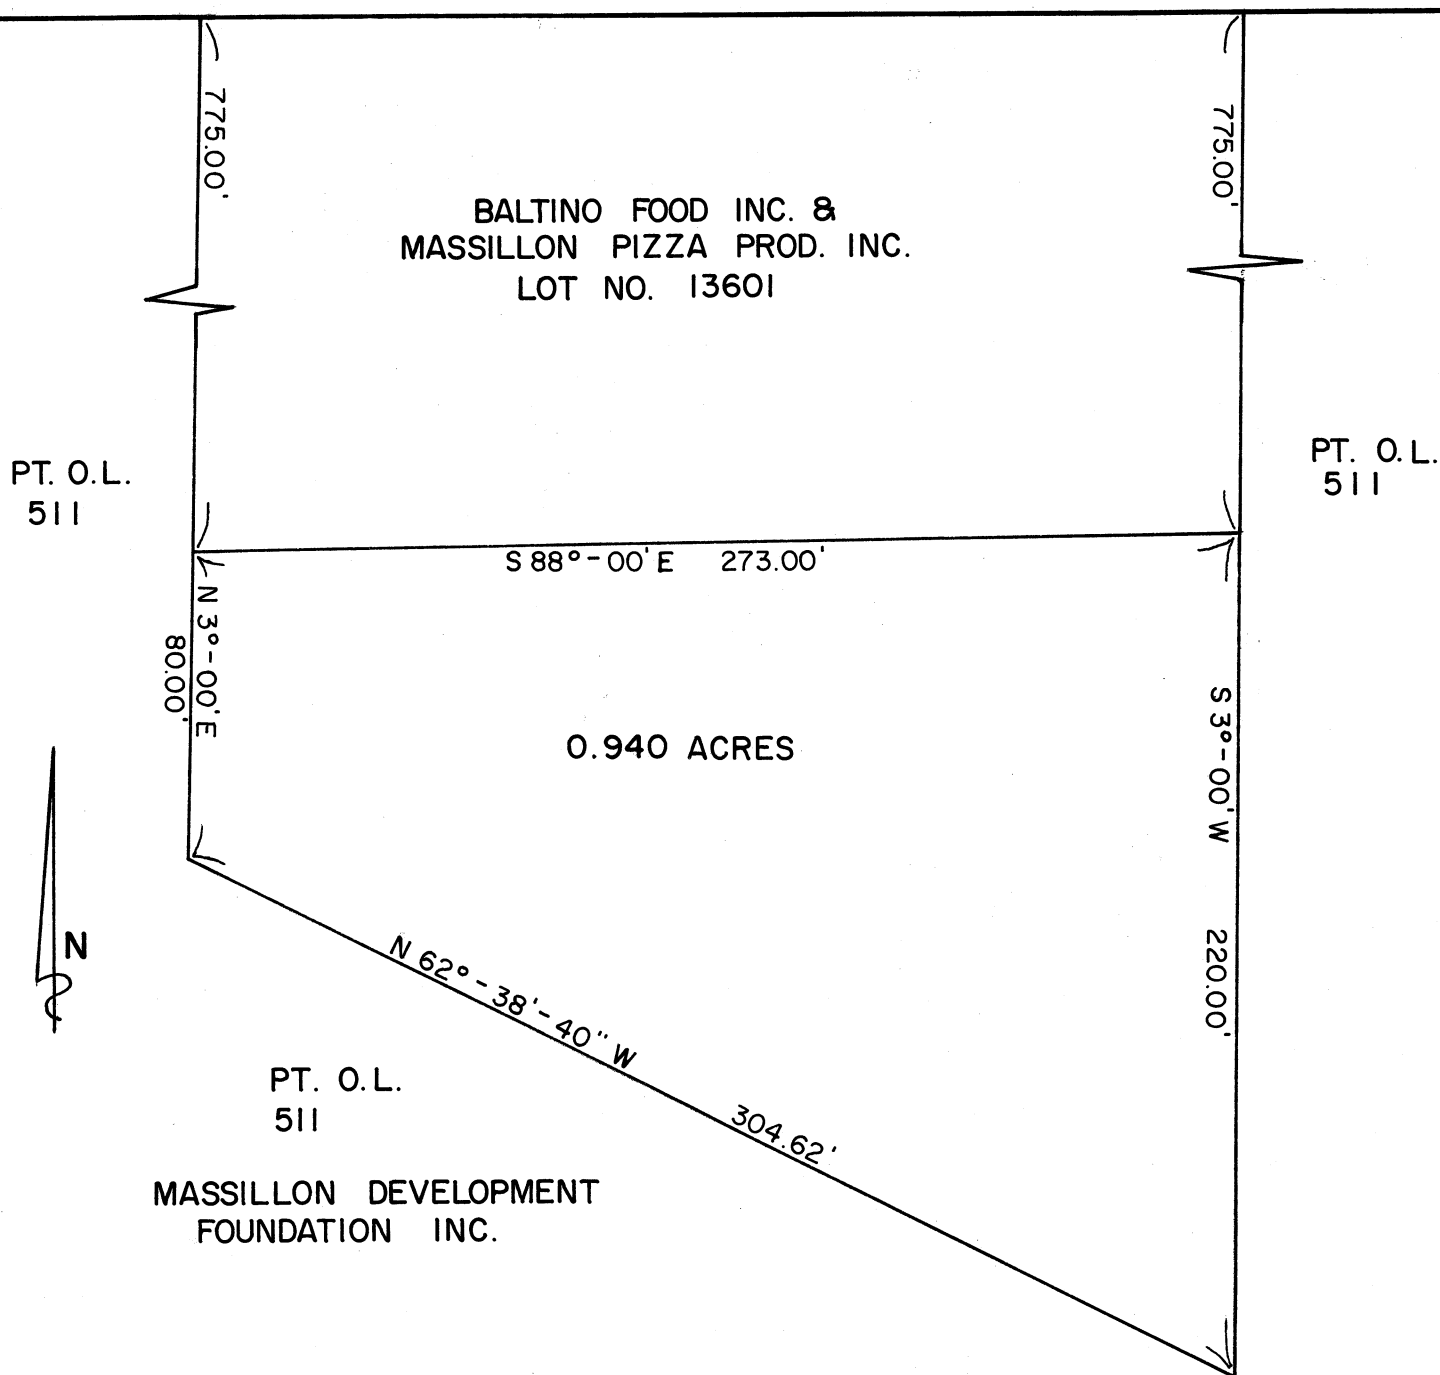 775.00'
775.00'
BALTINO FOOD INC. &
MASSILLON PIZZA PROD. INC.
LOT NO. 13601
PT. O.L.
511
PT. O.L.
511
S 88°-00' E 273.00'
N 3°-00' E
80.00'
0.940 ACRES
S 3°-00' W 220.00'
N
N 62°-38'-40" W 304.62'
PT. O.L.
511
MASSILLON DEVELOPMENT
FOUNDATION INC.